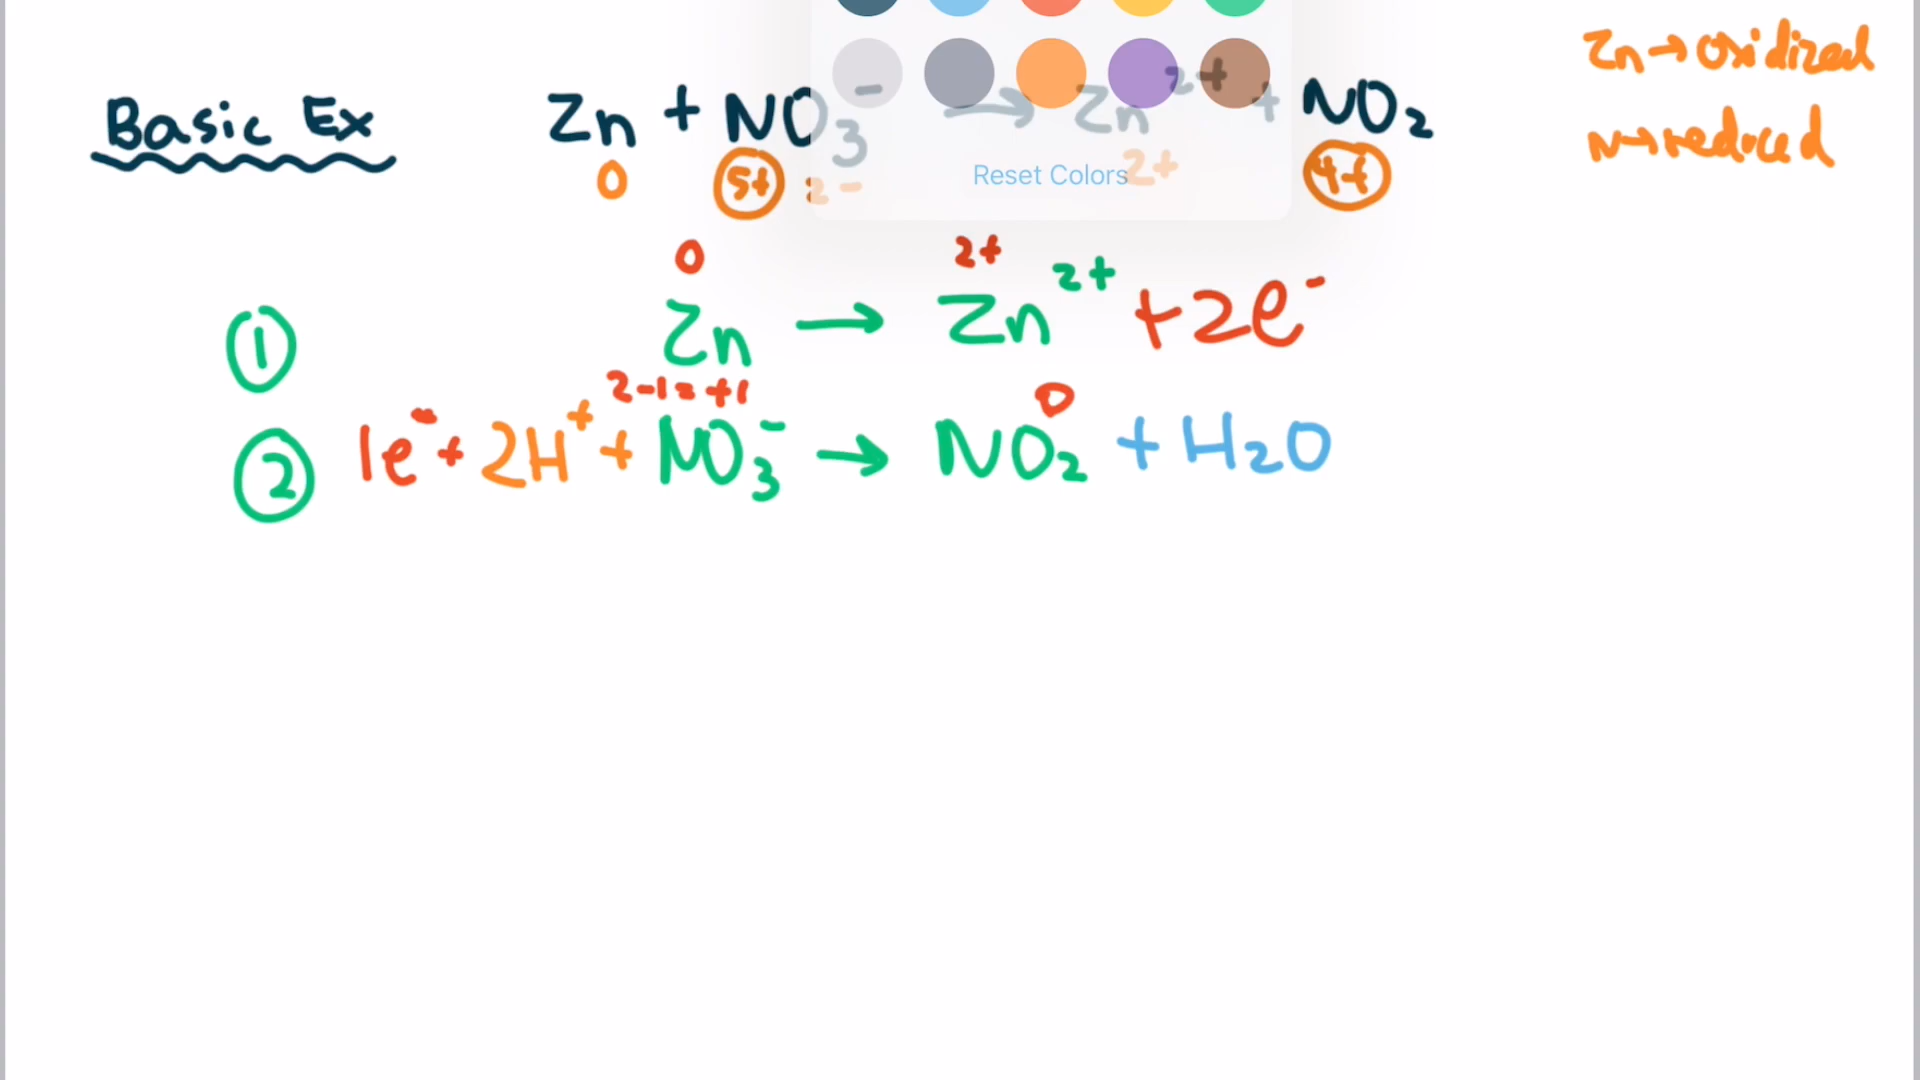 Zn → oxidized
Basic Ex Zn + NO₃⁻ → Zn²⁺ + NO₂
N → reduced
0 5+ 2- 2+ 4+
Reset Colors
0 2+
① Zn → Zn²⁺ + 2e⁻
2-1=+1 0
② 1e⁻ + 2H⁺ + NO₃⁻ → NO₂ + H₂O